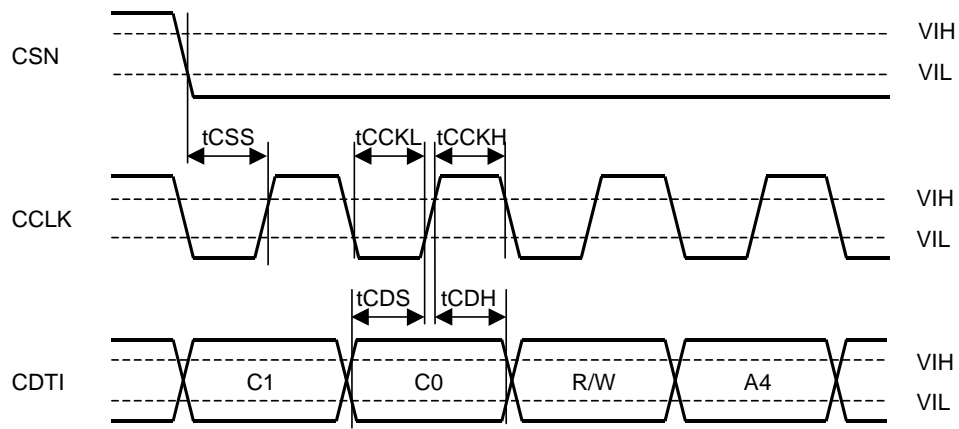 CSN
VIH
VIL
tCSS
tCCKL
tCCKH
CCLK
VIH
VIL
tCDS
tCDH
CDTI
C1
C0
R/W
A4
VIH
VIL